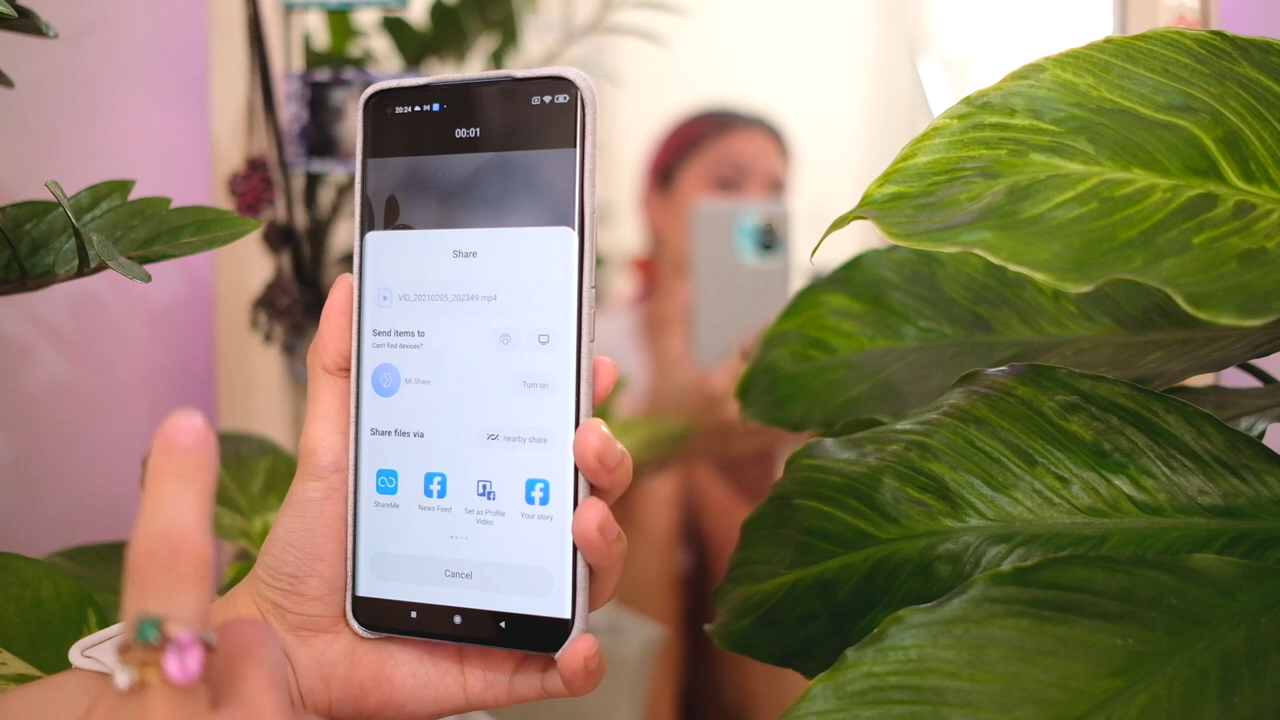 20:24
00:01
Share
VID_20210205_202349.mp4
Send items to
Can't find devices?
Mi Share
Turn on
Share files via
nearby share
ShareMe
News Feed
Set as Profile
Video
Your story
Cancel